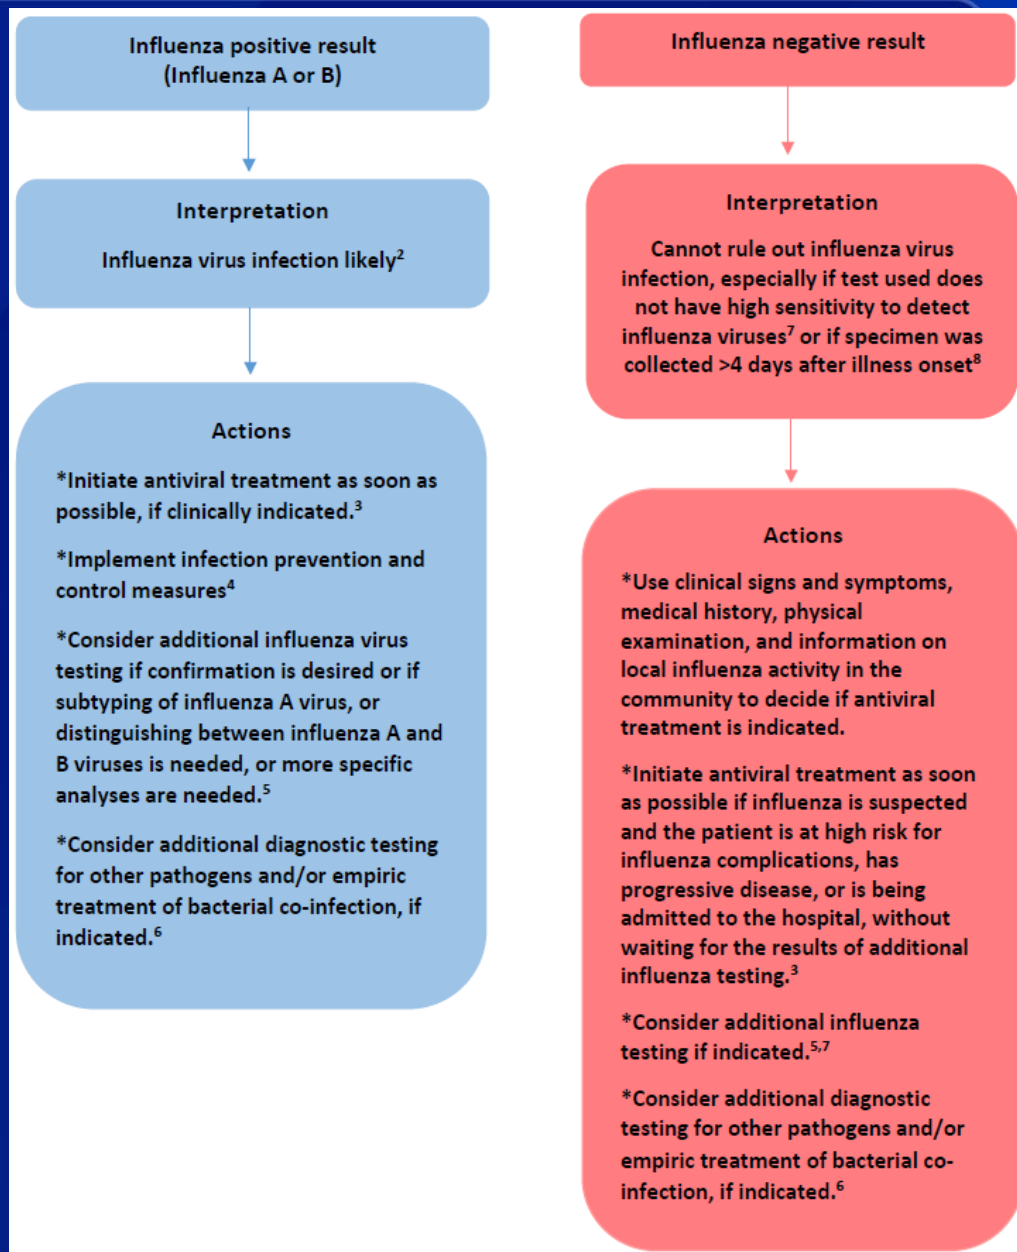 Influenza positive result
(Influenza A or B)
Interpretation
Influenza virus infection likely²
Actions
*Initiate antiviral treatment as soon as
possible, if clinically indicated.³
*Implement infection prevention and
control measures⁴
*Consider additional influenza virus
testing if confirmation is desired or if
subtyping of influenza A virus, or
distinguishing between influenza A and
B viruses is needed, or more specific
analyses are needed.⁵
*Consider additional diagnostic testing
for other pathogens and/or empiric
treatment of bacterial co-infection, if
indicated.⁶
Influenza negative result
Interpretation
Cannot rule out influenza virus
infection, especially if test used does
not have high sensitivity to detect
influenza viruses⁷ or if specimen was
collected >4 days after illness onset⁸
Actions
*Use clinical signs and symptoms,
medical history, physical
examination, and information on
local influenza activity in the
community to decide if antiviral
treatment is indicated.
*Initiate antiviral treatment as soon
as possible if influenza is suspected
and the patient is at high risk for
influenza complications, has
progressive disease, or is being
admitted to the hospital, without
waiting for the results of additional
influenza testing.³
*Consider additional influenza
testing if indicated.⁵,⁷
*Consider additional diagnostic
testing for other pathogens and/or
empiric treatment of bacterial co-
infection, if indicated.⁶